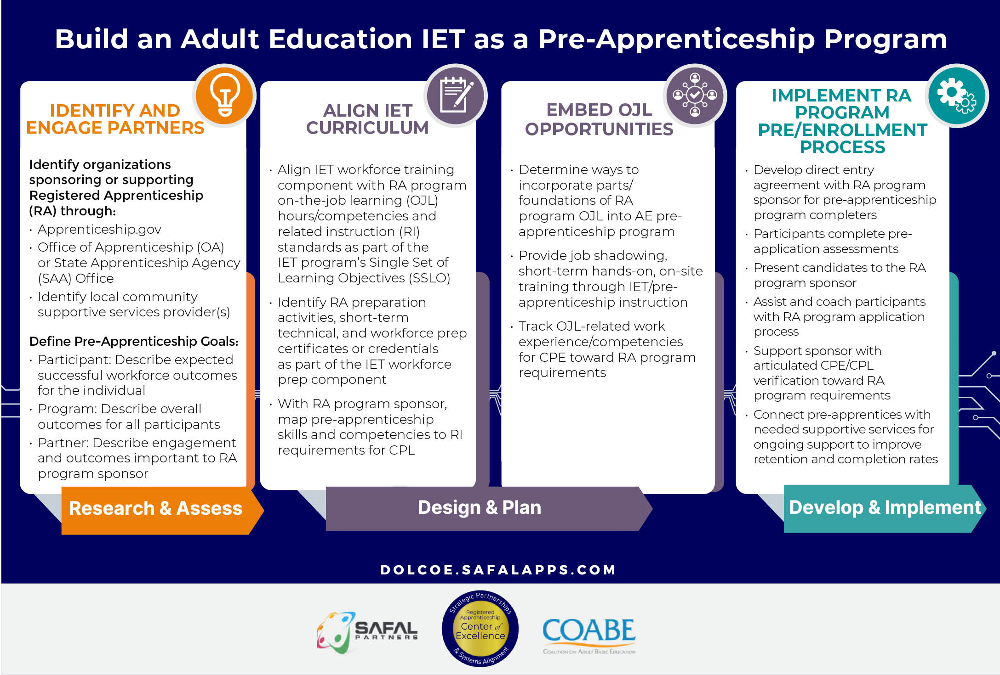 Build an Adult Education IET as a Pre-Apprenticeship Program
IDENTIFY AND
ENGAGE PARTNERS
Identify organizations
sponsoring or supporting
Registered Apprenticeship
(RA) through:
· Apprenticeship.gov
· Office of Apprenticeship (OA)
or State Apprenticeship Agency
(SAA) Office
· Identify local community
supportive services provider(s)
Define Pre-Apprenticeship Goals:
· Participant: Describe expected
successful workforce outcomes
for the individual
· Program: Describe overall
outcomes for all participants
· Partner: Describe engagement
and outcomes important to RA
program sponsor
Research & Assess
ALIGN IET
CURRICULUM
· Align IET workforce training
component with RA program
on-the-job learning (OJL)
hours/competencies and
related instruction (RI)
standards as part of the
IET program's Single Set of
Learning Objectives (SSLO)
· Identify RA preparation
activities, short-term
technical, and workforce prep
certificates or credentials
as part of the IET workforce
prep component
· With RA program sponsor,
map pre-apprenticeship
skills and competencies to RI
requirements for CPL
EMBED OJL
OPPORTUNITIES
· Determine ways to
incorporate parts/
foundations of RA
program OJL into AE pre-
apprenticeship program
· Provide job shadowing,
short-term hands-on, on-site
training through IET/pre-
apprenticeship instruction
· Track OJL-related work
experience/competencies
for CPE toward RA program
requirements
Design & Plan
IMPLEMENT RA
PROGRAM
PRE/ENROLLMENT
PROCESS
· Develop direct entry
agreement with RA program
sponsor for pre-apprenticeship
program completers
· Participants complete pre-
application assessments
· Present candidates to the RA
program sponsor
· Assist and coach participants
with RA program application
process
· Support sponsor with
articulated CPE/CPL
verification toward RA
program requirements
· Connect pre-apprentices with
needed supportive services for
ongoing support to improve
retention and completion rates
Develop & Implement
DOLCOE.SAFALAPPS.COM
SAFAL
PARTNERS
Strategic Partnerships
Registered
Apprenticeship
Center of
Excellence
& Systems Alignment
COABE
COALITION ON ADULT BASIC EDUCATION